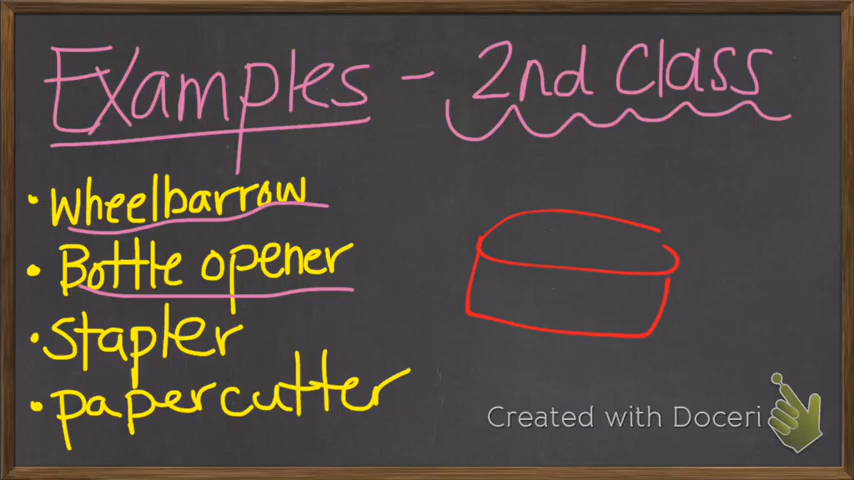 Examples - 2nd Class
• Wheelbarrow
• Bottle opener
• Stapler
• papercutter
Created with Doceri